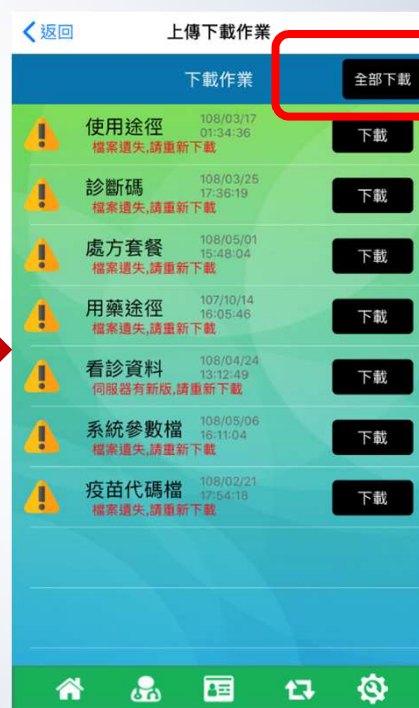 返回
上傳下載作業
下載作業
全部下載
使用途徑 108/03/17
01:34:36
檔案遺失,請重新下載
下載
診斷碼 108/03/25
17:36:19
檔案遺失,請重新下載
下載
處方套餐 108/05/01
15:48:04
檔案遺失,請重新下載
下載
用藥途徑 107/10/14
16:05:46
檔案遺失,請重新下載
下載
看診資料 108/04/24
13:12:49
伺服器有新版,請重新下載
下載
系統參數檔 108/05/06
16:11:04
檔案遺失,請重新下載
下載
疫苗代碼檔 108/02/21
17:54:18
檔案遺失,請重新下載
下載